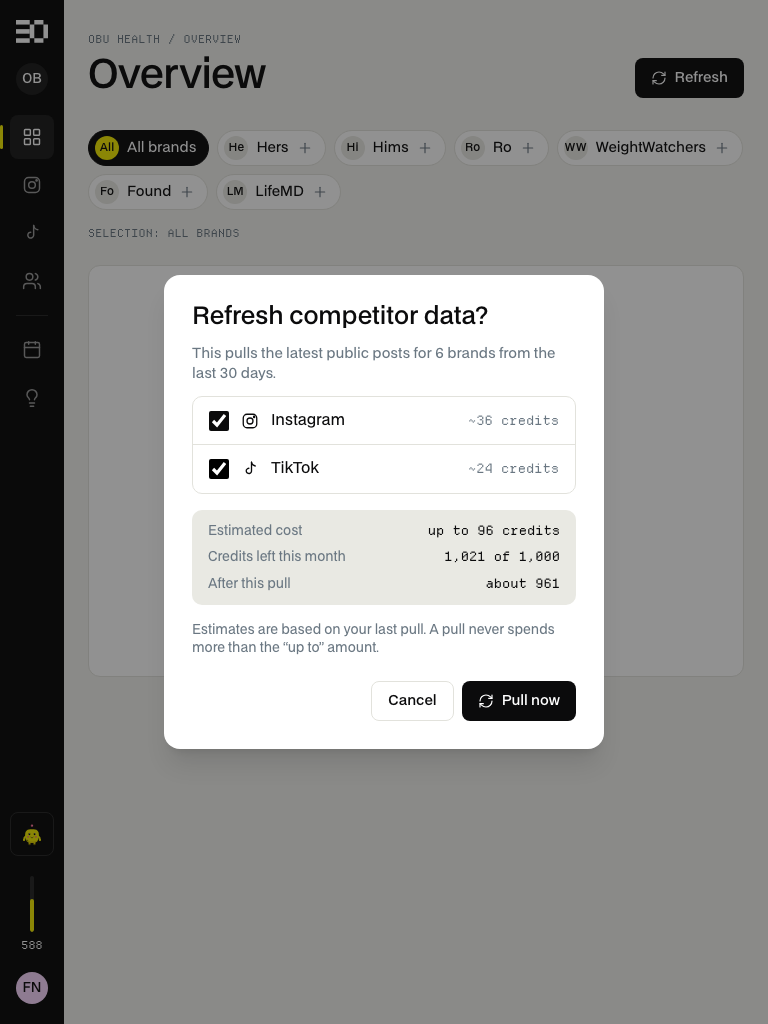 OBU HEALTH / OVERVIEW
Overview
Refresh
OB
All All brands
He Hers
Hi Hims
Ro Ro
WW WeightWatchers
Fo Found
LM LifeMD
SELECTION: ALL BRANDS
Refresh competitor data?
This pulls the latest public posts for 6 brands from the
last 30 days.
Instagram ~36 credits
TikTok ~24 credits
Estimated cost up to 96 credits
Credits left this month 1,021 of 1,000
After this pull about 961
Estimates are based on your last pull. A pull never spends
more than the “up to” amount.
Cancel
Pull now
588
FN